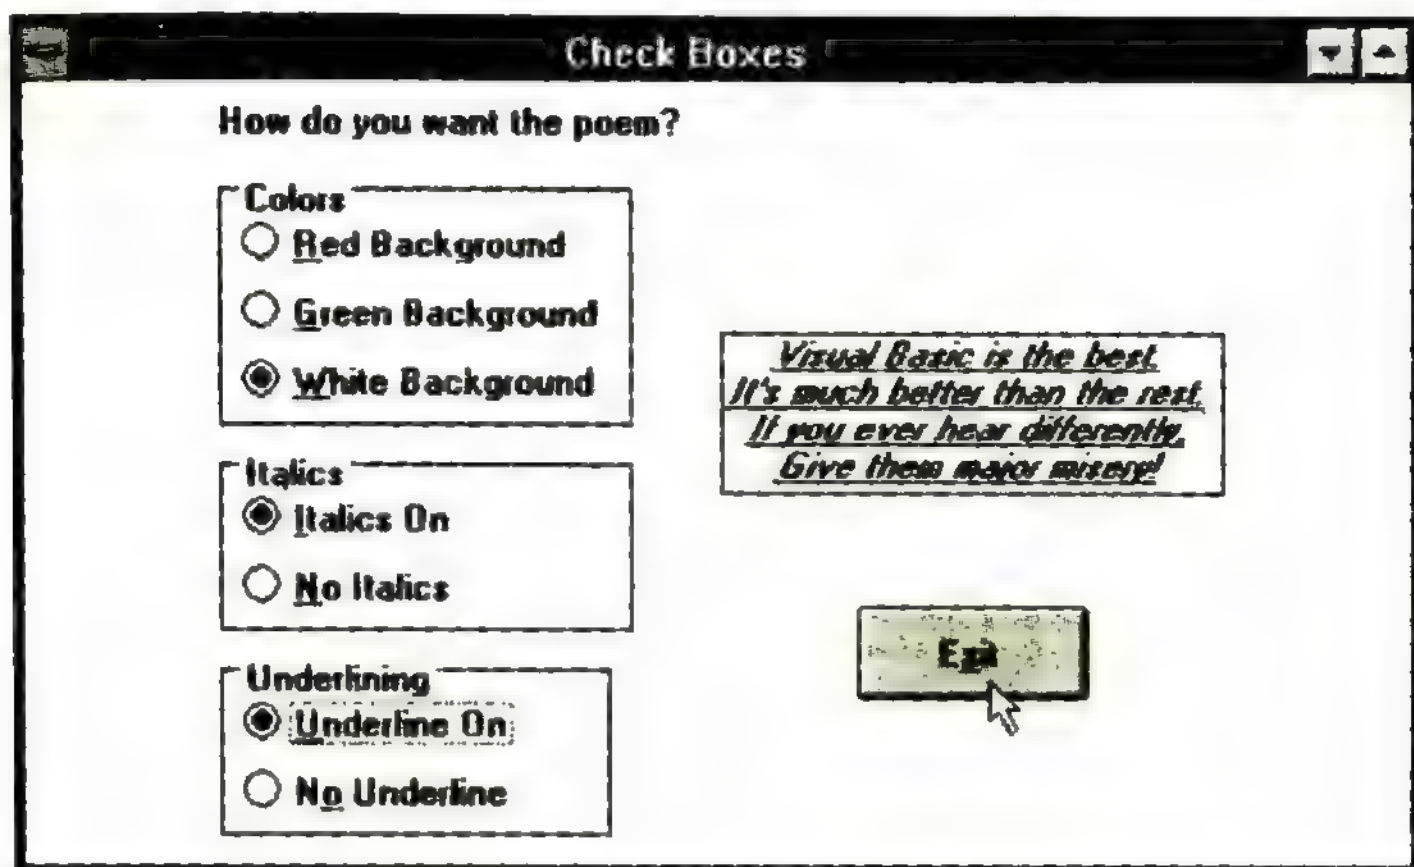 Check Boxes
How do you want the poem?
Colors
Red Background
Green Background
White Background
Italics
Italics On
No Italics
Underlining
Underline On
No Underline
Visual Basic is the best.
It's much better than the rest.
If you ever hear differently,
Give them major misery!
Exit